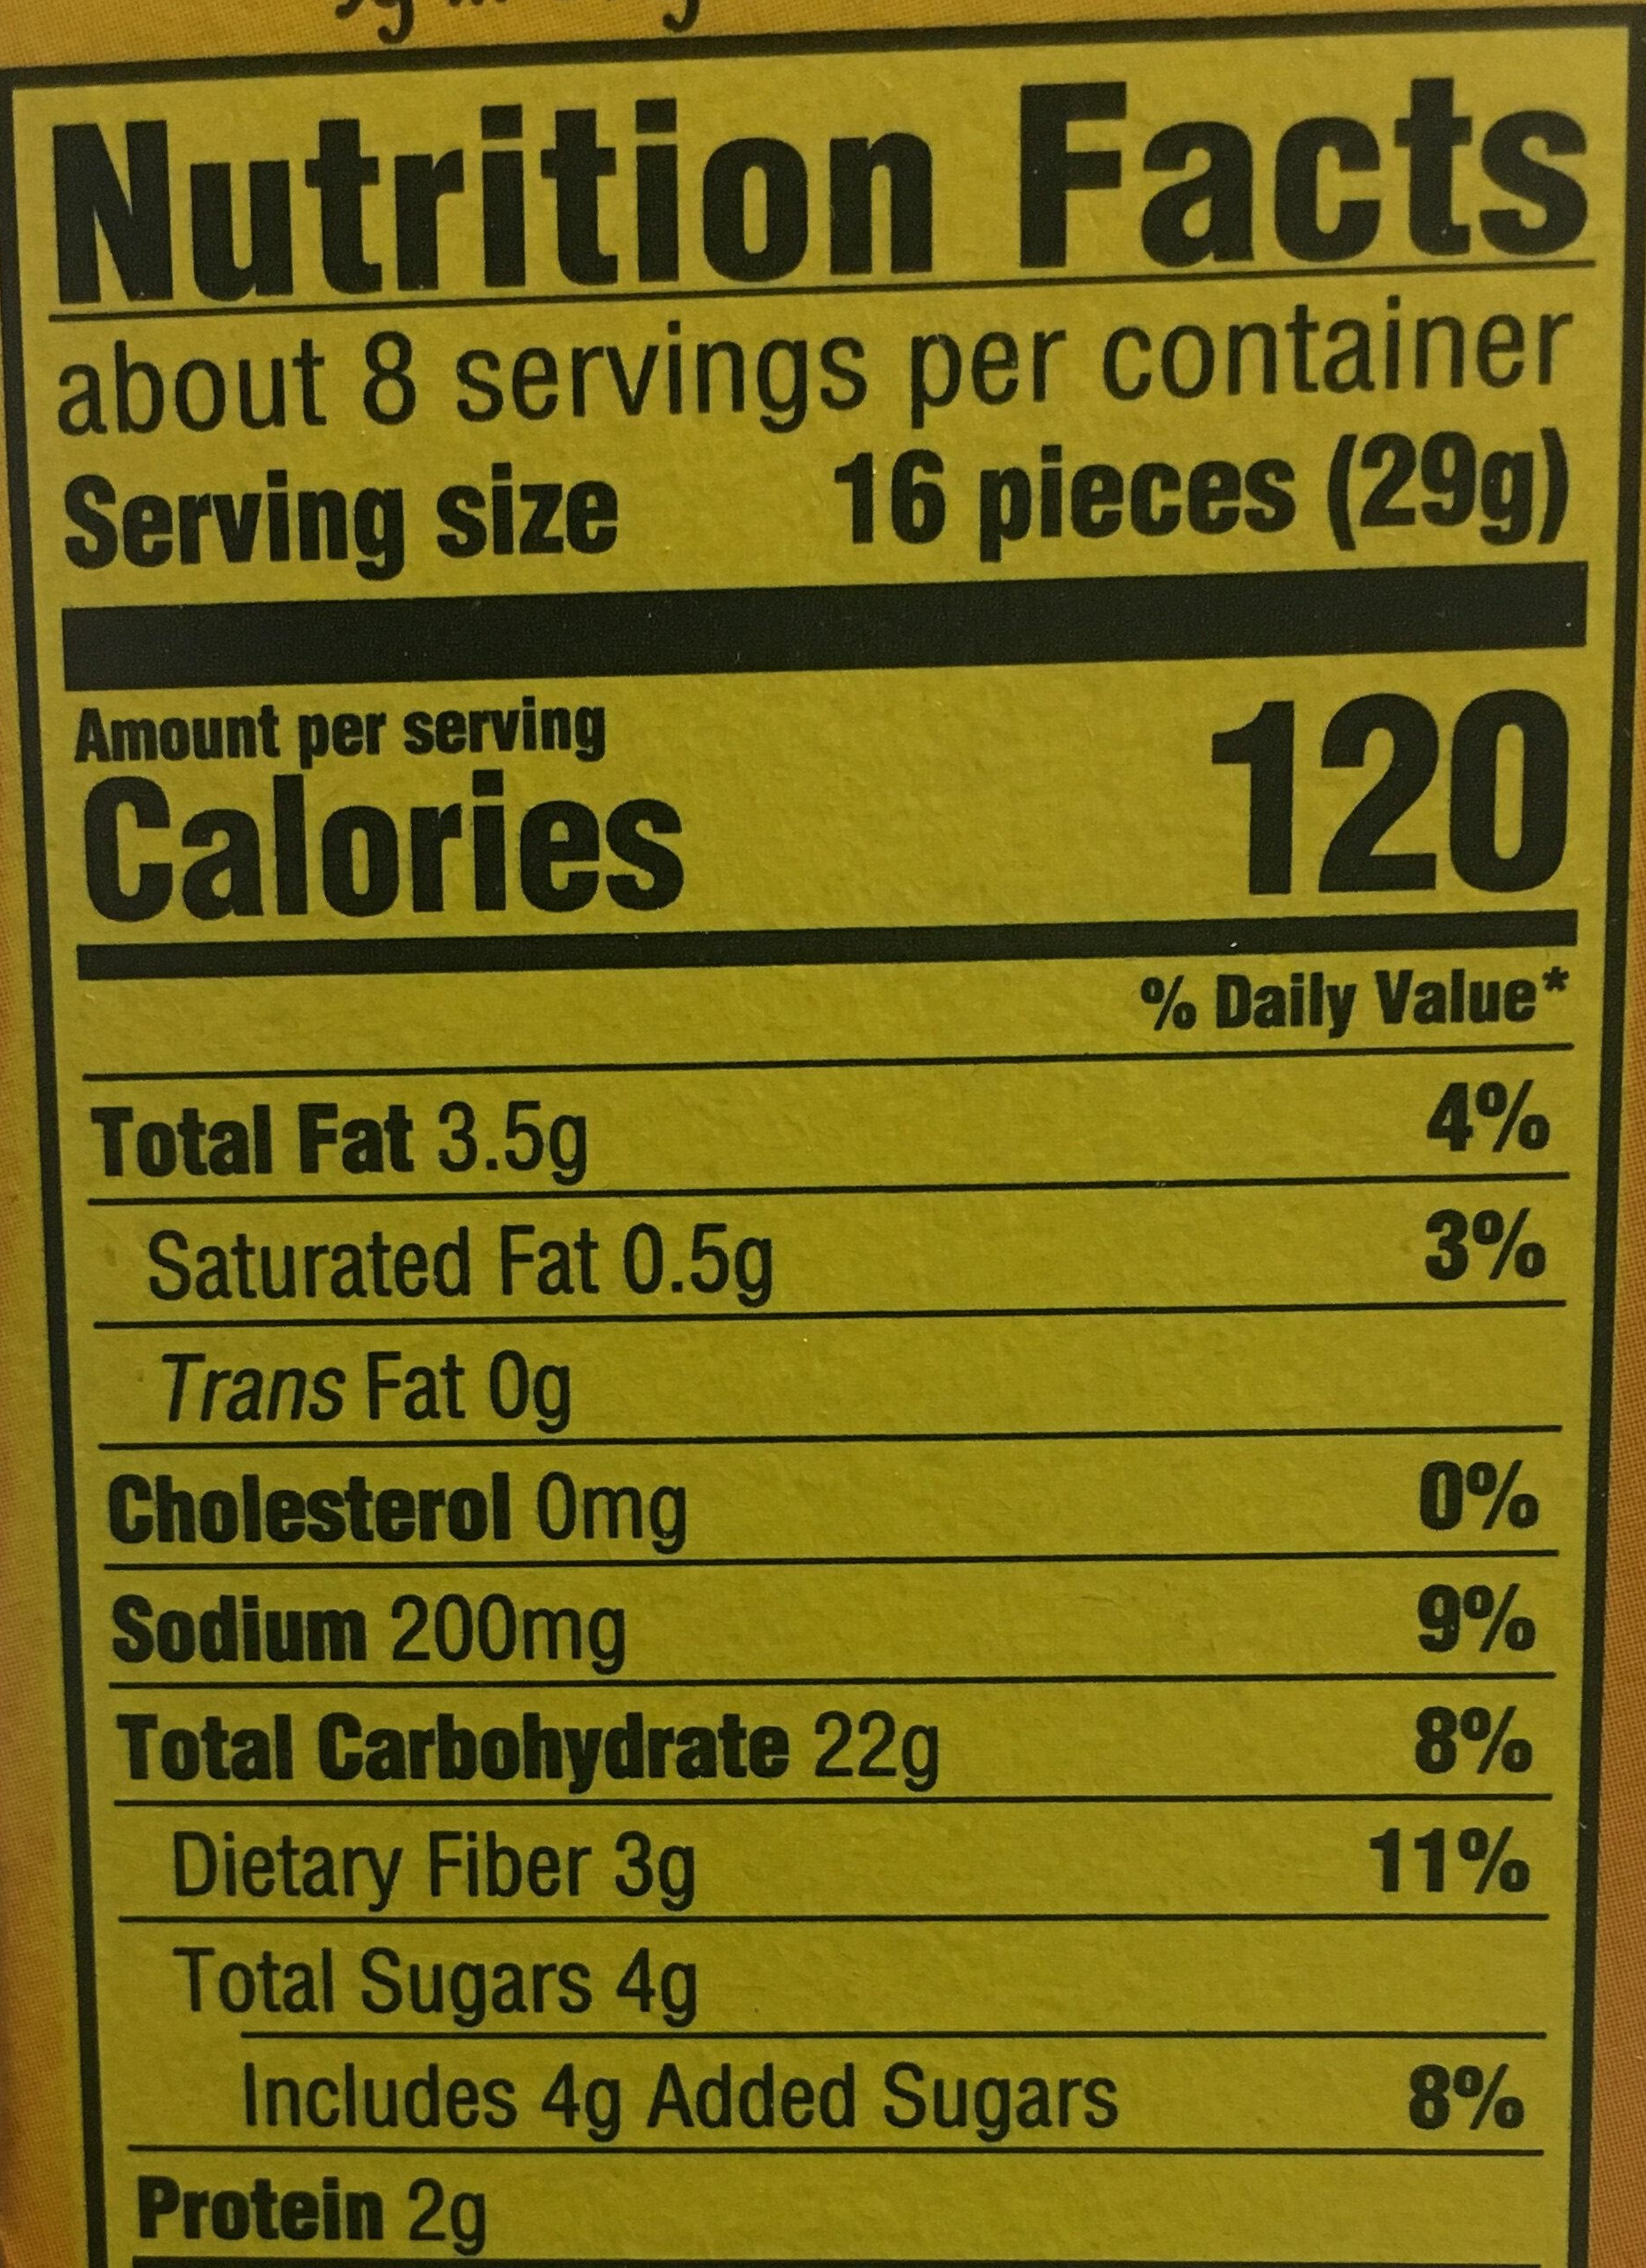 Nutrition Facts
about 8 servings per container
Serving size 16 pieces (29g)
Amount per serving
Calories 120
% Daily Value*
Total Fat 3.5g 4%
Saturated Fat 0.5g 3%
Trans Fat 0g
Cholesterol 0mg 0%
Sodium 200mg 9%
Total Carbohydrate 22g 8%
Dietary Fiber 3g 11%
Total Sugars 4g
Includes 4g Added Sugars 8%
Protein 2g